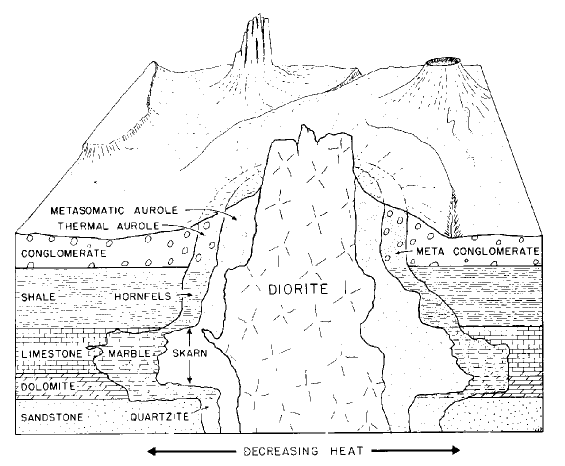 METASOMATIC AUROLE
THERMAL AUROLE
CONGLOMERATE
META CONGLOMERATE
SHALE
HORNFELS
DIORITE
LIMESTONE
MARBLE
SKARN
DOLOMITE
SANDSTONE
QUARTZITE
DECREASING HEAT